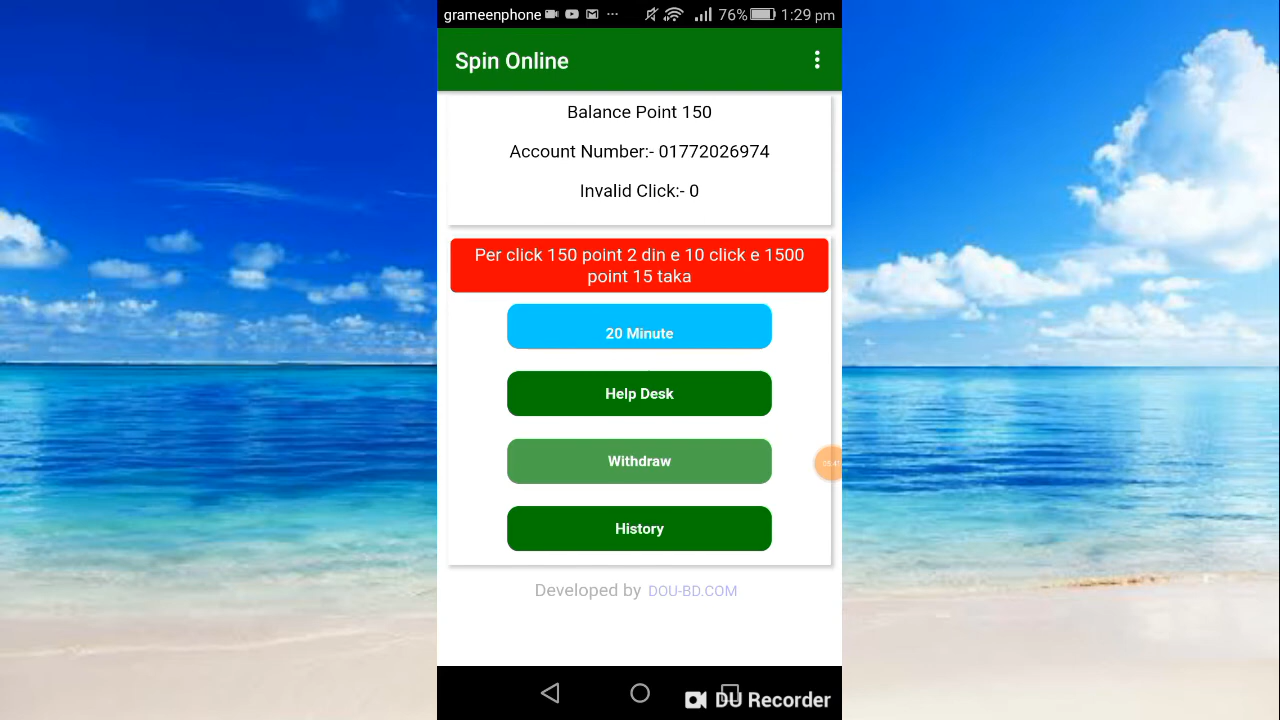 grameenphone ... 76% 1:29 pm
Spin Online
Balance Point 150
Account Number:- 01772026974
Invalid Click:- 0
Per click 150 point 2 din e 10 click e 1500
point 15 taka
20 Minute
Help Desk
Withdraw
History
Developed by DOU-BD.COM
DU Recorder